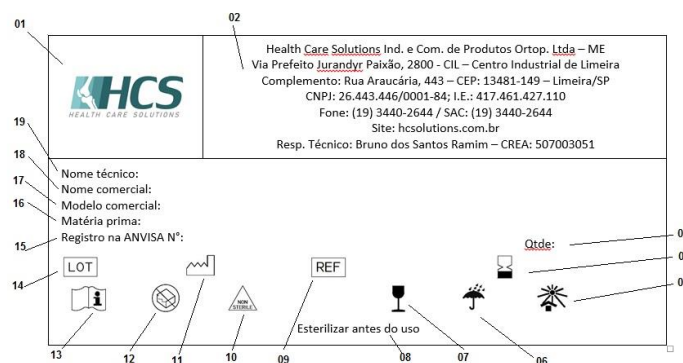 01
02
HCS
HEALTH CARE SOLUTIONS
Health Care Solutions Ind. e Com. de Produtos Ortop. Ltda – ME
Via Prefeito Jurandyr Paixão, 2800 - CIL – Centro Industrial de Limeira
Complemento: Rua Araucária, 443 – CEP: 13481-149 – Limeira/SP
CNPJ: 26.443.446/0001-84; I.E.: 417.461.427.110
Fone: (19) 3440-2644 / SAC: (19) 3440-2644
Site: hcsolutions.com.br
Resp. Técnico: Bruno dos Santos Ramim – CREA: 507003051
19
Nome técnico:
18
Nome comercial:
17
Modelo comercial:
16
Matéria prima:
15
Registro na ANVISA N°:
Qtde:
14
LOT
REF
NON
STERILE
Esterilizar antes do uso
13
12
11
10
09
08
07
06